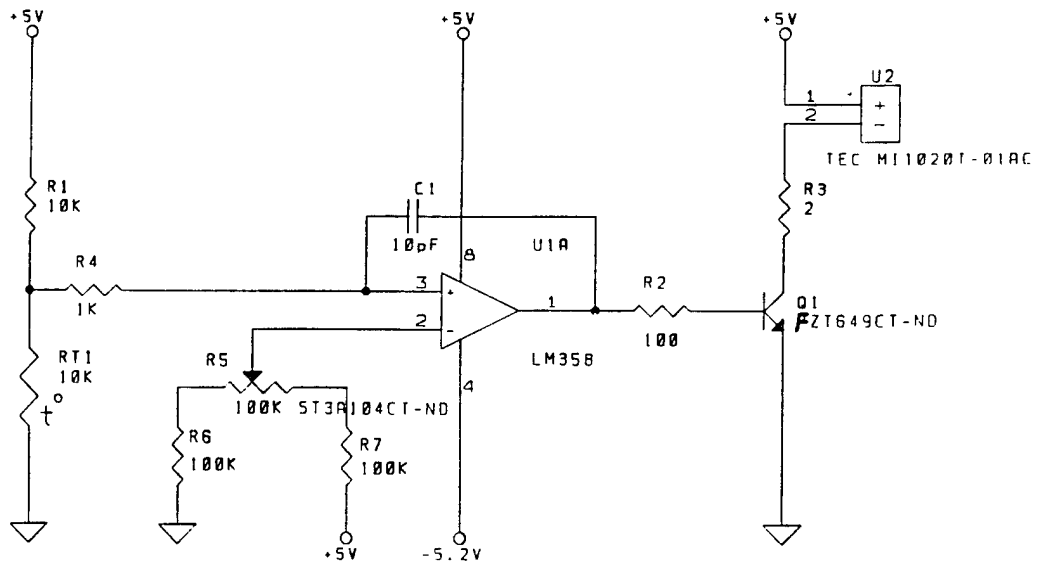 +5V
+5V
+5V
U2
1
+
2
-
TEC MI1020T-01AC
R1
10K
C1
10pF
U1A
R3
2
8
R4
1K
3
+
1
2
-
R2
100
Q1
FZT649CT-ND
LM358
4
RT1
10K
t°
R5
100K ST3A104CT-ND
R6
100K
R7
100K
+5V
-5.2V